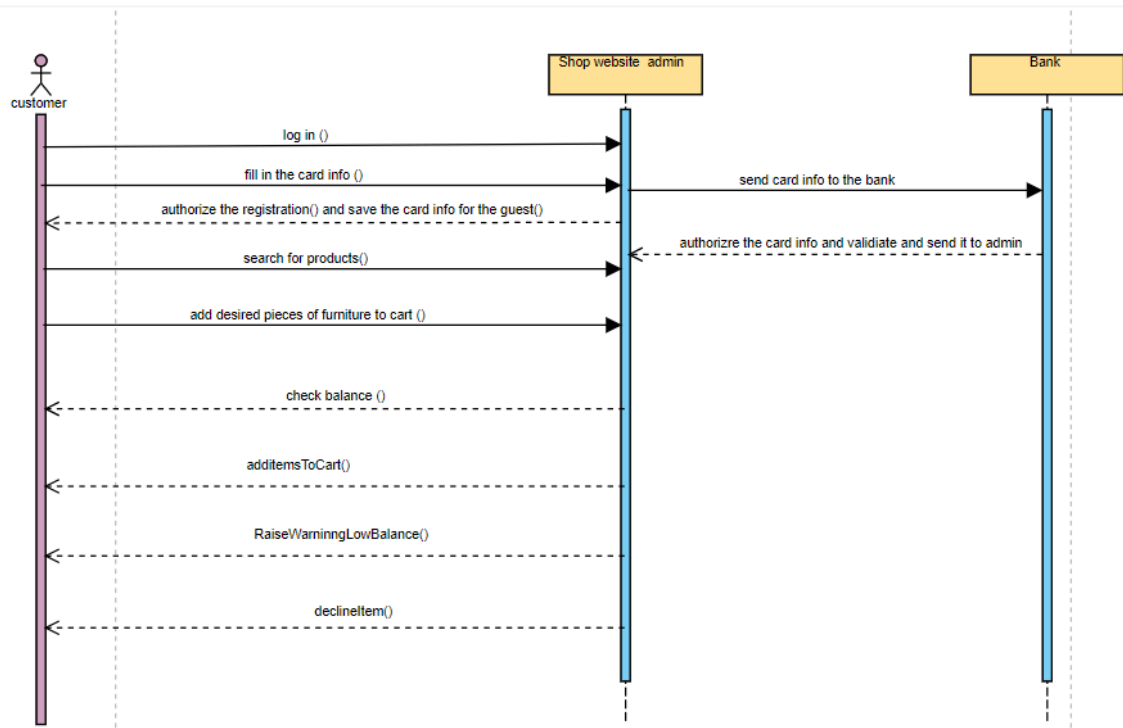 Shop website admin
Bank
customer
log in ()
fill in the card info ()
send card info to the bank
authorize the registration() and save the card info for the guest()
authorizre the card info and validiate and send it to admin
search for products()
add desired pieces of furniture to cart ()
check balance ()
additemsToCart()
RaiseWarninngLowBalance()
declineItem()